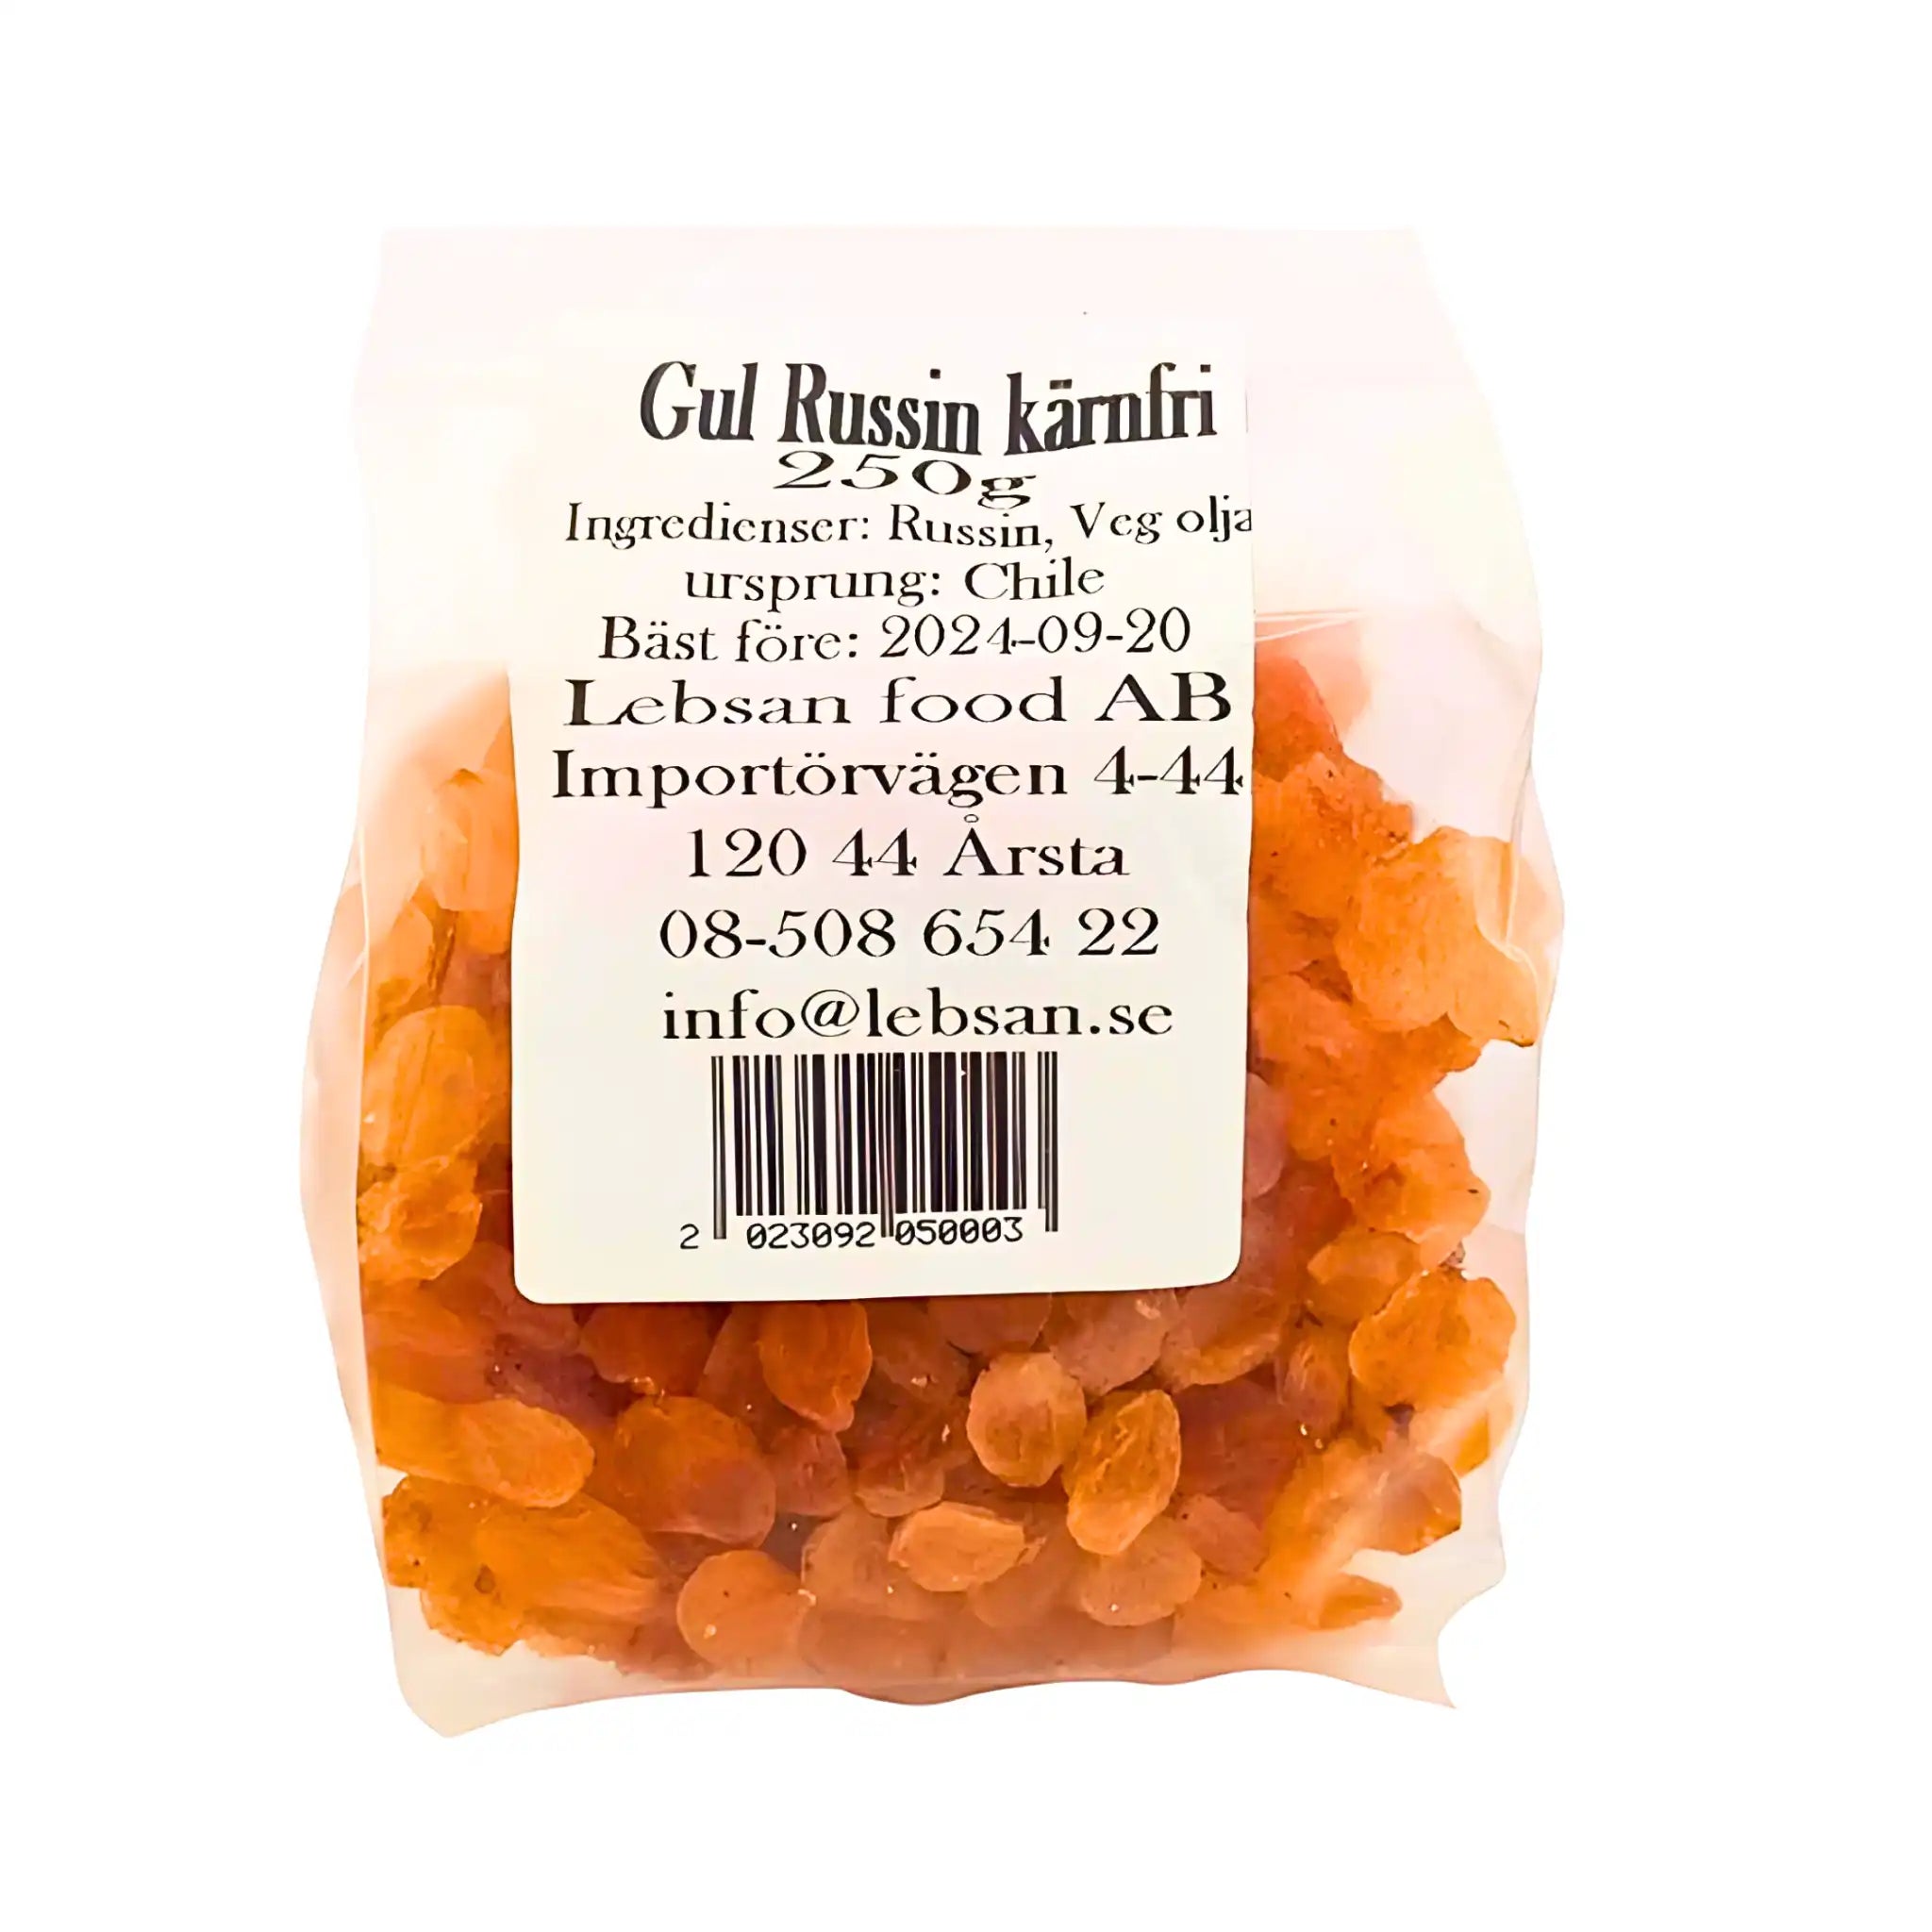 Gul Russin kärnfri
250g
Ingredienser: Russin, Veg olja
ursprung: Chile
Bäst före: 2024-09-20
Lebsan food AB
Importörvägen 4-44
120 44 Årsta
08-508 654 22
info@lebsan.se
2 023092 050003